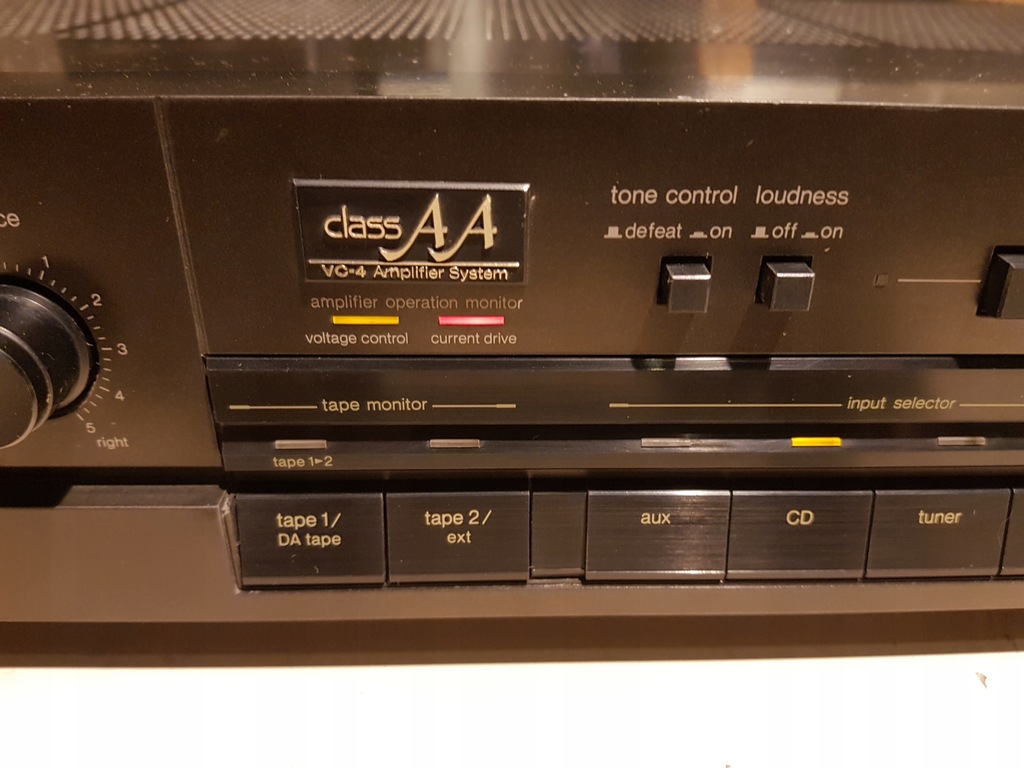 ce
1
2
3
4
5
right
class AA
VC-4 Amplifier System
amplifier operation monitor
voltage control current drive
tone control loudness
defeat on off on
tape monitor
input selector
tape 1►2
tape 1/
DA tape
tape 2/
ext
aux
CD
tuner